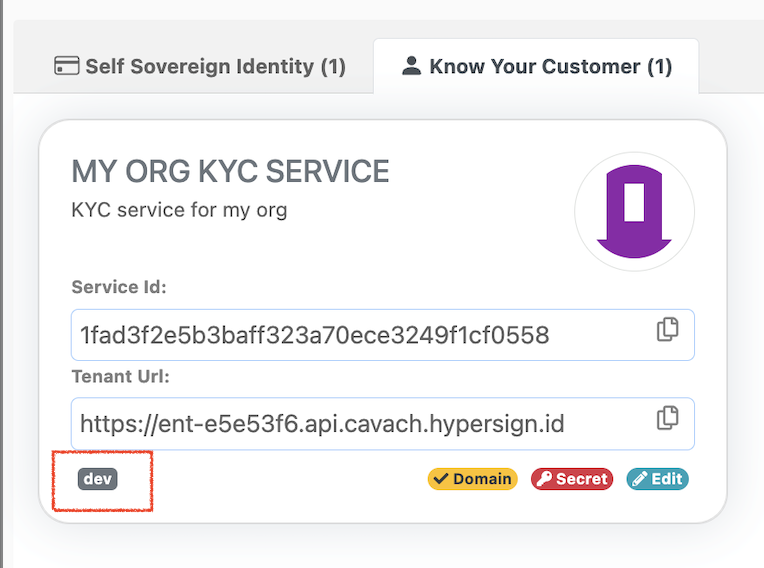 Self Sovereign Identity (1)
Know Your Customer (1)
MY ORG KYC SERVICE
KYC service for my org
Service Id:
1fad3f2e5b3baff323a70ece3249f1cf0558
Tenant Url:
https://ent-e5e53f6.api.cavach.hypersign.id
dev
Domain
Secret
Edit